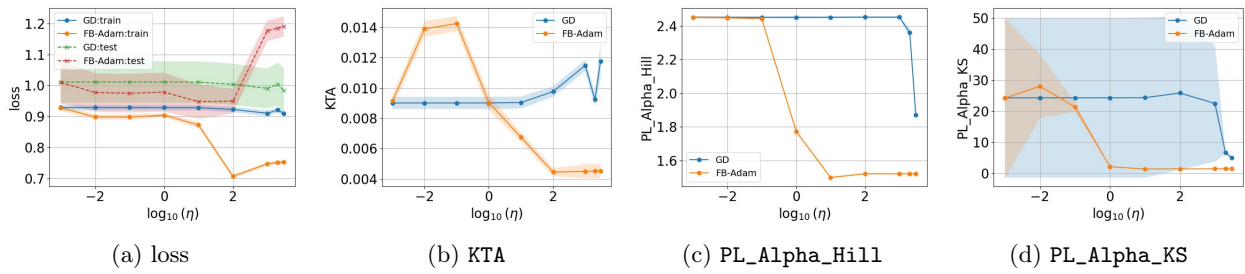 loss
1.2
1.1
1.0
0.9
0.8
0.7
GD:train
FB-Adam:train
GD:test
FB-Adam:test
−2
0
2
log₁₀ (η)
(a) loss
KTA
0.014
0.012
0.010
0.008
0.006
0.004
GD
FB-Adam
−2
0
2
log₁₀ (η)
(b) KTA
PL_Alpha_Hill
2.4
2.0
1.6
GD
FB-Adam
−2
0
2
log₁₀ (η)
(c) PL_Alpha_Hill
PL_Alpha_KS
50
40
30
20
10
0
GD
FB-Adam
−2
0
2
log₁₀ (η)
(d) PL_Alpha_KS